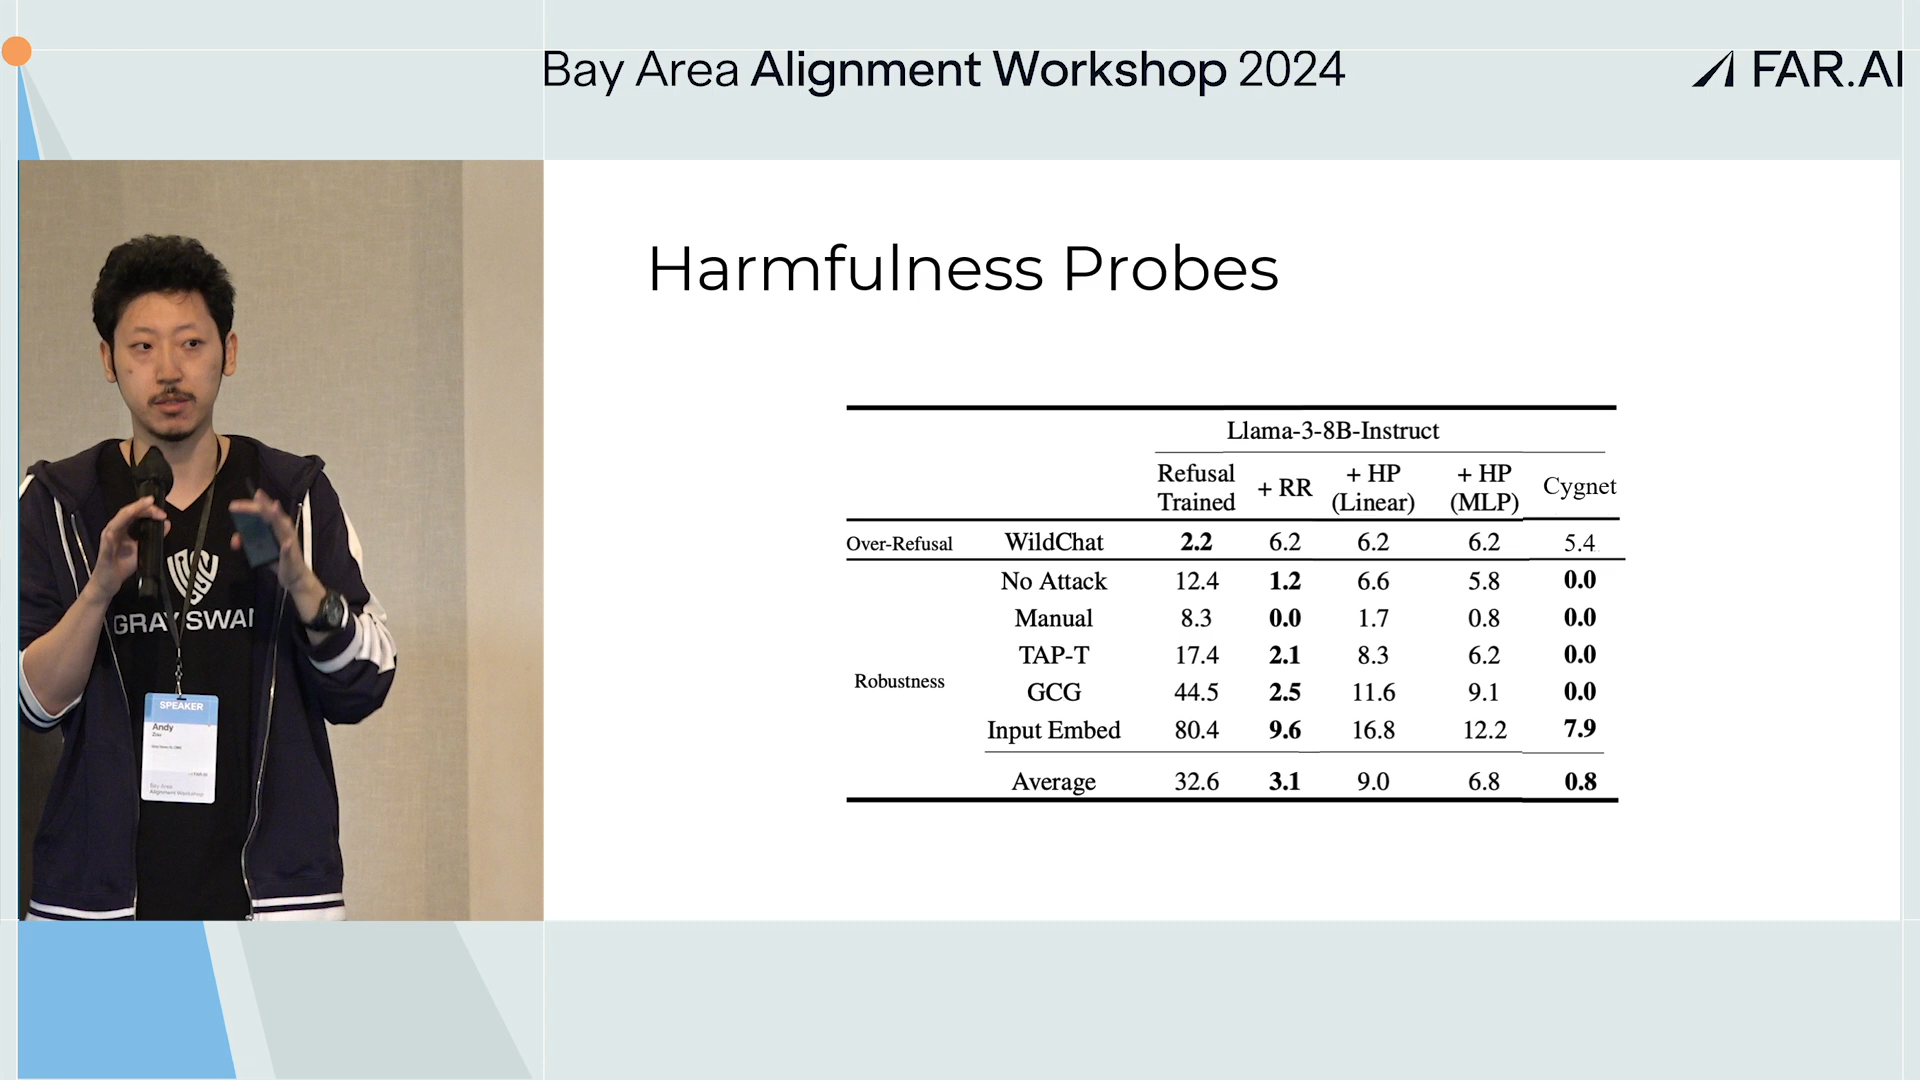 Bay Area Alignment Workshop 2024
FAR.AI
Harmfulness Probes
Llama-3-8B-Instruct
Refusal Trained + RR + HP (Linear) + HP (MLP) Cygnet
Over-Refusal WildChat 2.2 6.2 6.2 6.2 5.4
No Attack 12.4 1.2 6.6 5.8 0.0
Manual 8.3 0.0 1.7 0.8 0.0
TAP-T 17.4 2.1 8.3 6.2 0.0
Robustness
GCG 44.5 2.5 11.6 9.1 0.0
Input Embed 80.4 9.6 16.8 12.2 7.9
Average 32.6 3.1 9.0 6.8 0.8
GRAY SWAN
SPEAKER
Andy
Zou
Bay Area
Alignment Workshop